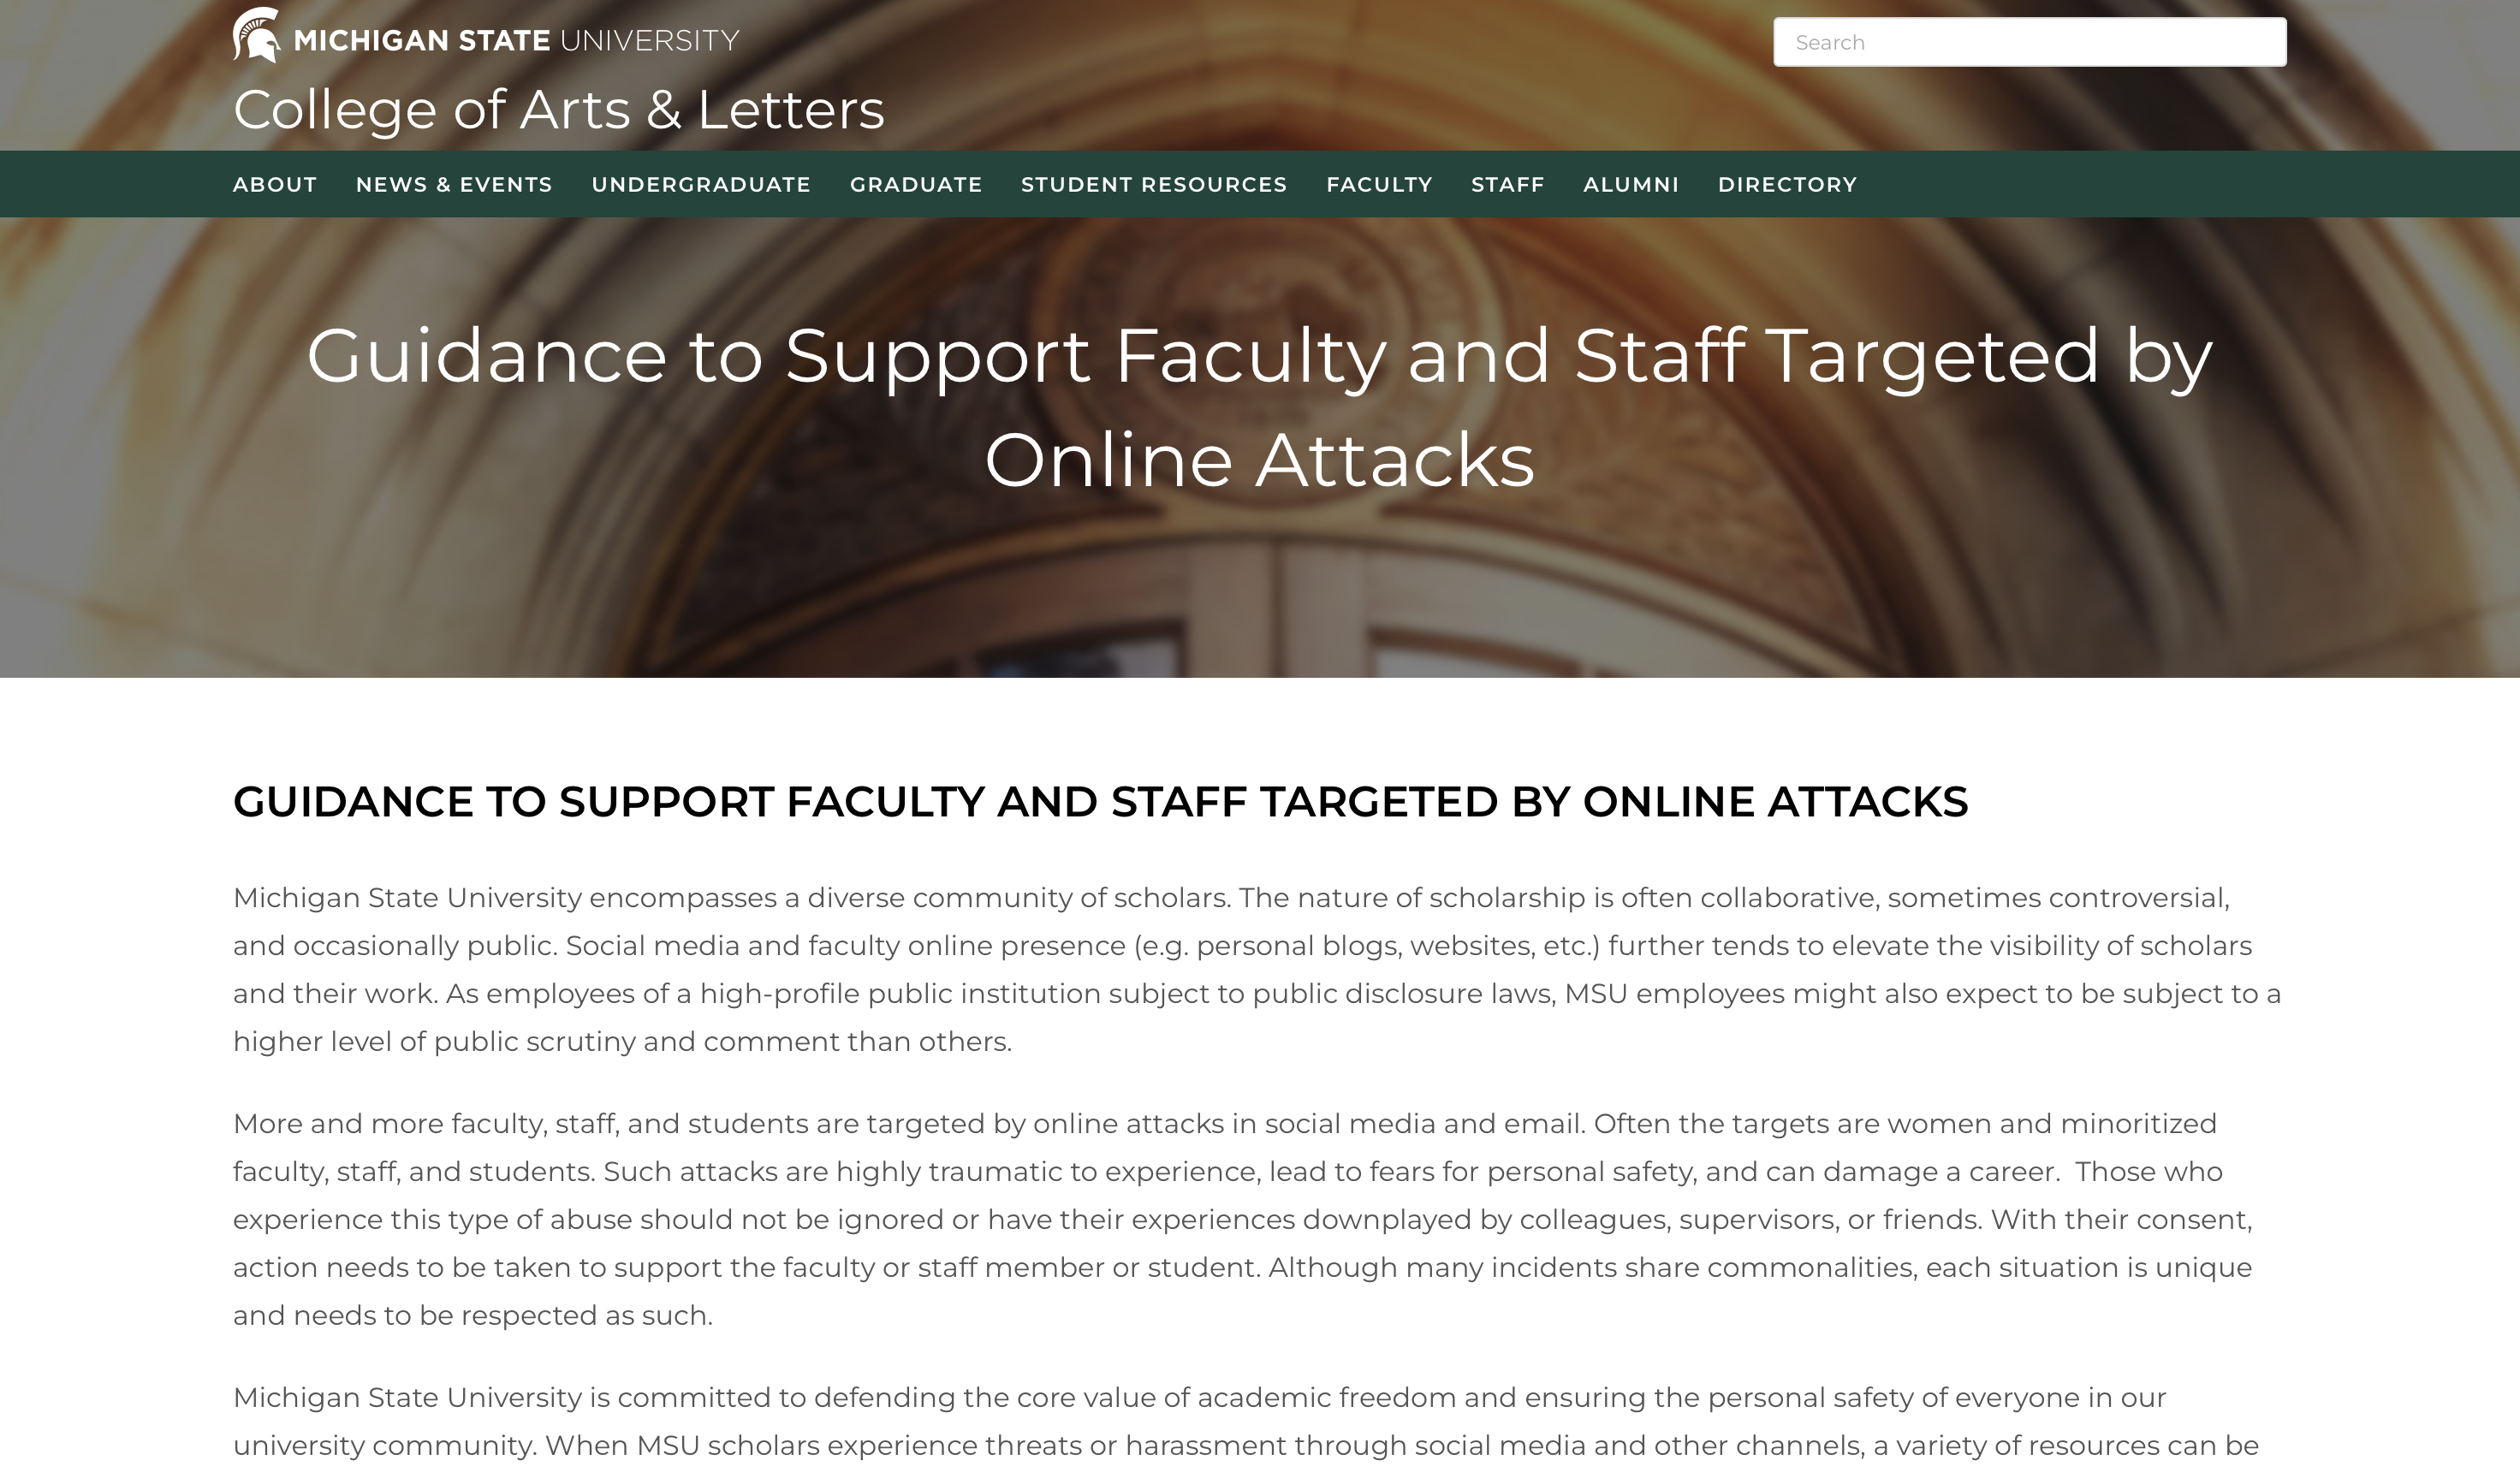 MICHIGAN STATE UNIVERSITY
Search
College of Arts & Letters
ABOUT NEWS & EVENTS UNDERGRADUATE GRADUATE STUDENT RESOURCES FACULTY STAFF ALUMNI DIRECTORY
Guidance to Support Faculty and Staff Targeted by
Online Attacks
GUIDANCE TO SUPPORT FACULTY AND STAFF TARGETED BY ONLINE ATTACKS
Michigan State University encompasses a diverse community of scholars. The nature of scholarship is often collaborative, sometimes controversial,
and occasionally public. Social media and faculty online presence (e.g. personal blogs, websites, etc.) further tends to elevate the visibility of scholars
and their work. As employees of a high-profile public institution subject to public disclosure laws, MSU employees might also expect to be subject to a
higher level of public scrutiny and comment than others.
More and more faculty, staff, and students are targeted by online attacks in social media and email. Often the targets are women and minoritized
faculty, staff, and students. Such attacks are highly traumatic to experience, lead to fears for personal safety, and can damage a career.  Those who
experience this type of abuse should not be ignored or have their experiences downplayed by colleagues, supervisors, or friends. With their consent,
action needs to be taken to support the faculty or staff member or student. Although many incidents share commonalities, each situation is unique
and needs to be respected as such.
Michigan State University is committed to defending the core value of academic freedom and ensuring the personal safety of everyone in our
university community. When MSU scholars experience threats or harassment through social media and other channels, a variety of resources can be